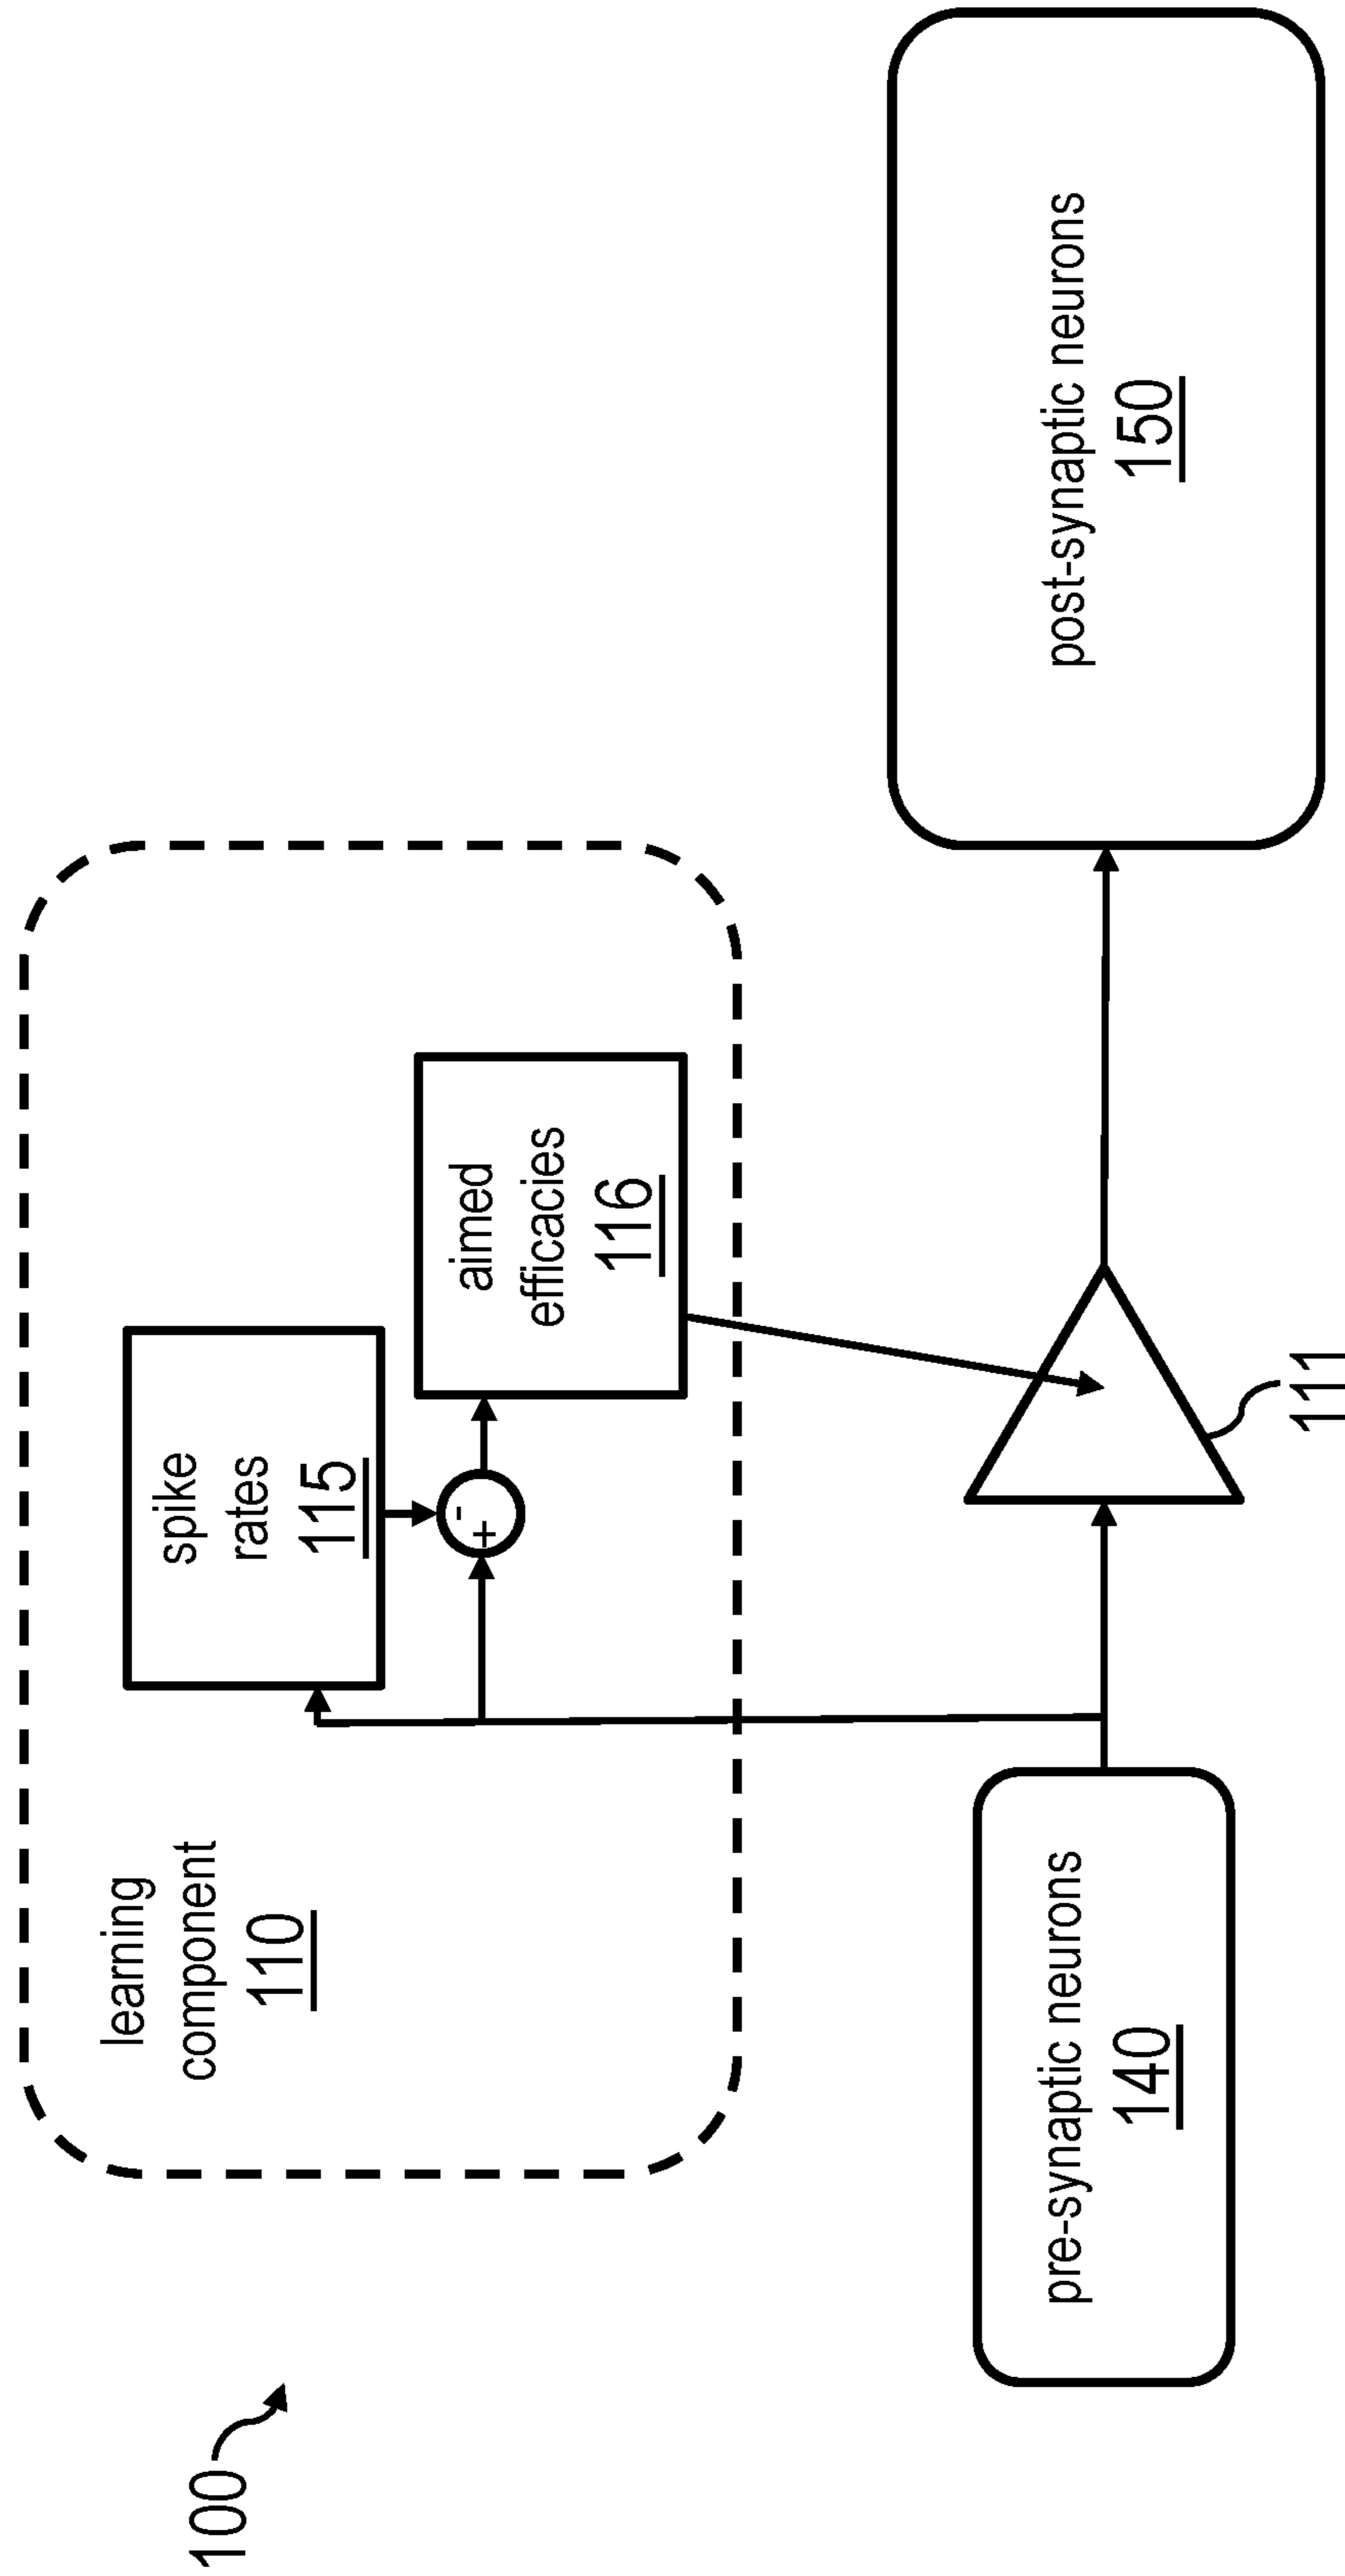 100
learning
component
110
spike
rates
115
+
-
aimed
efficacies
116
pre-synaptic neurons
140
111
post-synaptic neurons
150